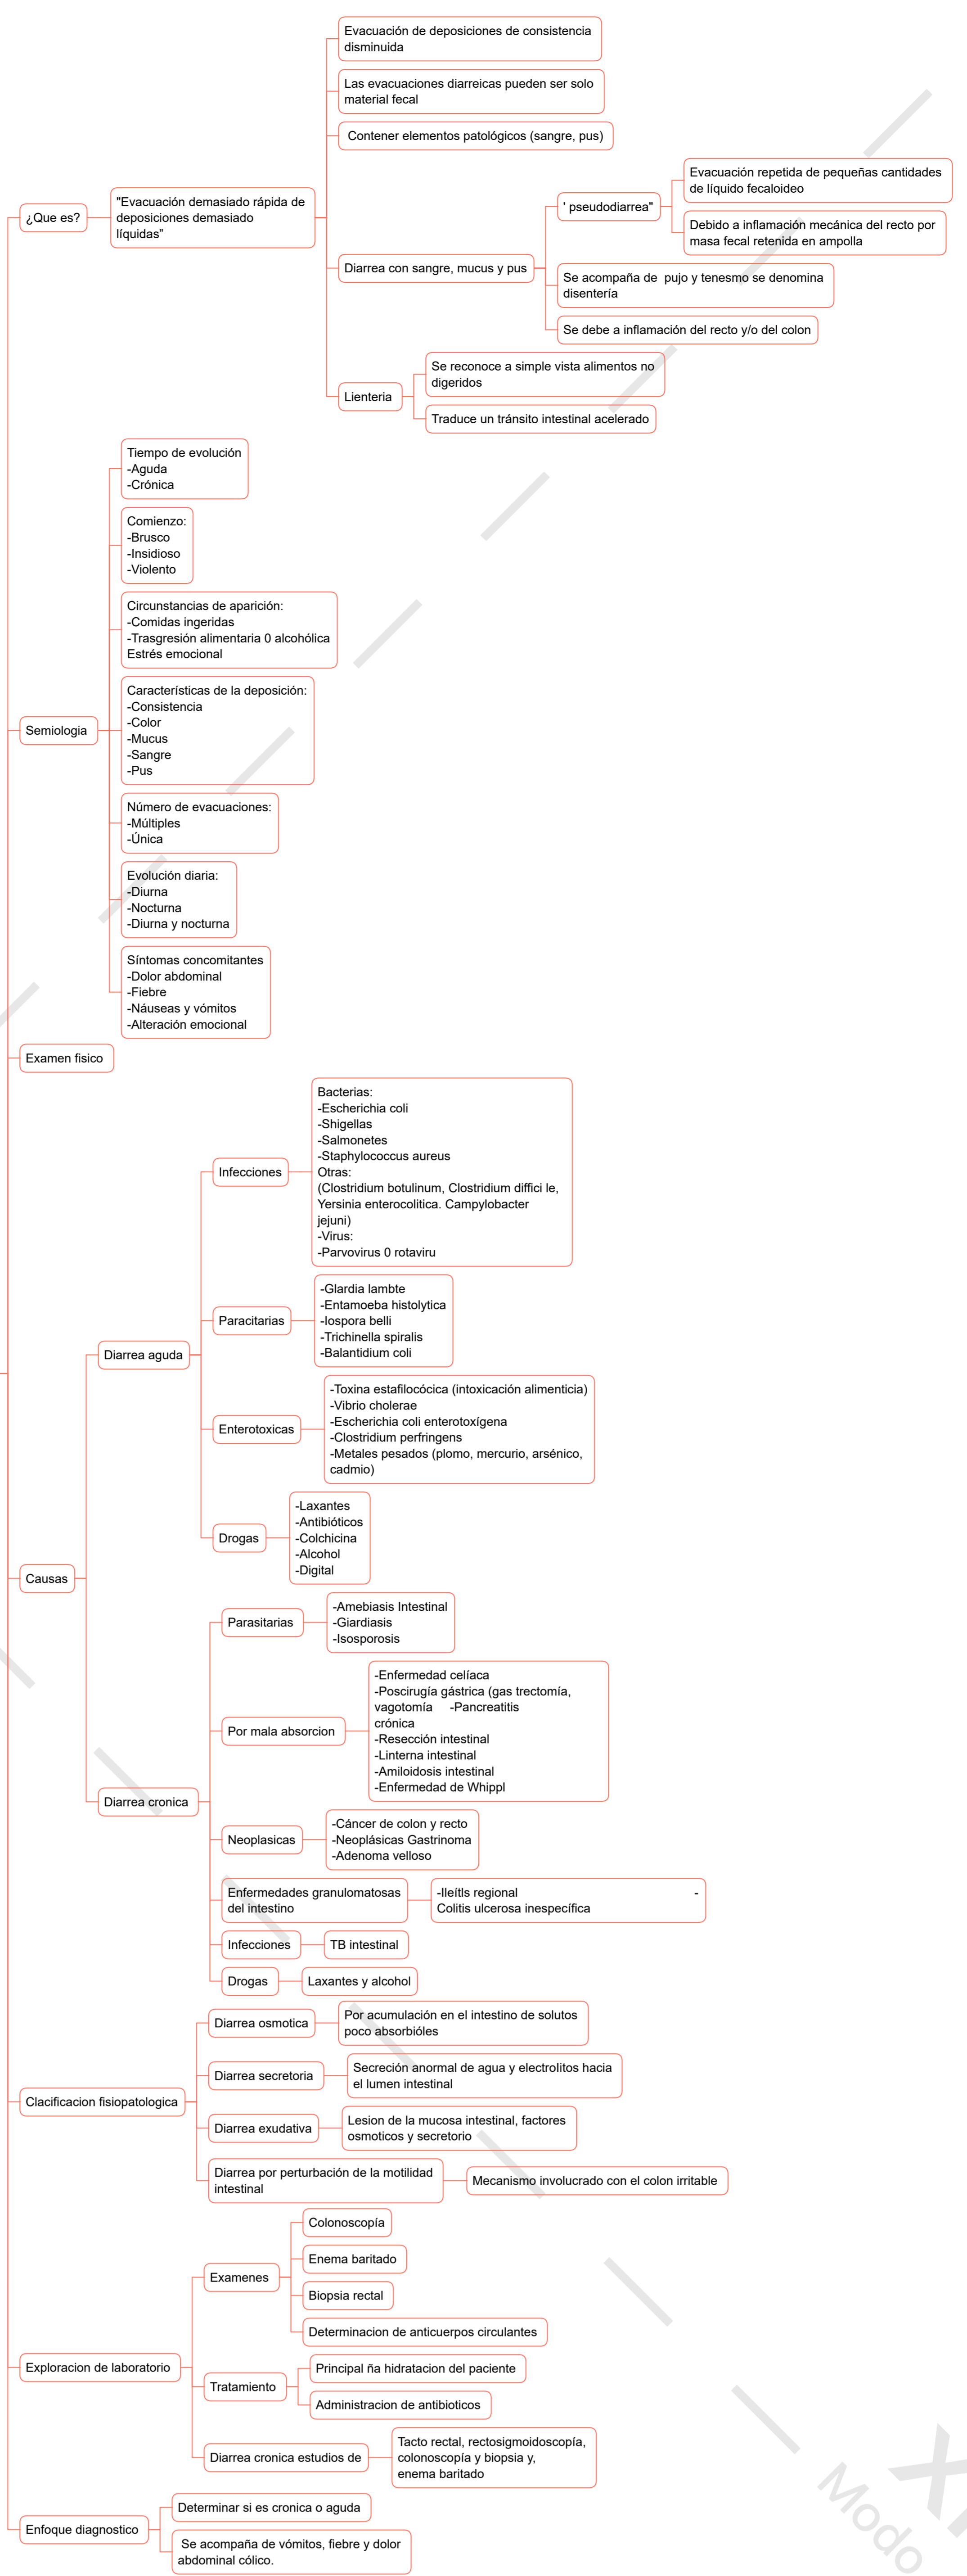 ¿Que es?
"Evacuación demasiado rápida de
deposiciones demasiado
líquidas”
Evacuación de deposiciones de consistencia
disminuida
Las evacuaciones diarreicas pueden ser solo
material fecal
Contener elementos patológicos (sangre, pus)
Diarrea con sangre, mucus y pus
' pseudodiarrea"
Evacuación repetida de pequeñas cantidades
de líquido fecaloideo
Debido a inflamación mecánica del recto por
masa fecal retenida en ampolla
Se acompaña de pujo y tenesmo se denomina
disentería
Se debe a inflamación del recto y/o del colon
Lienteria
Se reconoce a simple vista alimentos no
digeridos
Traduce un tránsito intestinal acelerado
Semiologia
Tiempo de evolución
-Aguda
-Crónica
Comienzo:
-Brusco
-Insidioso
-Violento
Circunstancias de aparición:
-Comidas ingeridas
-Trasgresión alimentaria 0 alcohólica
Estrés emocional
Características de la deposición:
-Consistencia
-Color
-Mucus
-Sangre
-Pus
Número de evacuaciones:
-Múltiples
-Única
Evolución diaria:
-Diurna
-Nocturna
-Diurna y nocturna
Síntomas concomitantes
-Dolor abdominal
-Fiebre
-Náuseas y vómitos
-Alteración emocional
Examen fisico
Causas
Diarrea aguda
Infecciones
Bacterias:
-Escherichia coli
-Shigellas
-Salmonetes
-Staphylococcus aureus
Otras:
(Clostridium botulinum, Clostridium diffici le,
Yersinia enterocolitica. Campylobacter
jejuni)
-Virus:
-Parvovirus 0 rotaviru
Paracitarias
-Glardia lambte
-Entamoeba histolytica
-Iospora belli
-Trichinella spiralis
-Balantidium coli
Enterotoxicas
-Toxina estafilocócica (intoxicación alimenticia)
-Vibrio cholerae
-Escherichia coli enterotoxígena
-Clostridium perfringens
-Metales pesados (plomo, mercurio, arsénico,
cadmio)
Drogas
-Laxantes
-Antibióticos
-Colchicina
-Alcohol
-Digital
Diarrea cronica
Parasitarias
-Amebiasis Intestinal
-Giardiasis
-Isosporosis
Por mala absorcion
-Enfermedad celíaca
-Poscirugía gástrica (gas trectomía,
vagotomía -Pancreatitis
crónica
-Resección intestinal
-Linterna intestinal
-Amiloidosis intestinal
-Enfermedad de Whippl
Neoplasicas
-Cáncer de colon y recto
-Neoplásicas Gastrinoma
-Adenoma velloso
Enfermedades granulomatosas
del intestino
-Ileítls regional -
Colitis ulcerosa inespecífica
Infecciones
TB intestinal
Drogas
Laxantes y alcohol
Clacificacion fisiopatologica
Diarrea osmotica
Por acumulación en el intestino de solutos
poco absorbióles
Diarrea secretoria
Secreción anormal de agua y electrolitos hacia
el lumen intestinal
Diarrea exudativa
Lesion de la mucosa intestinal, factores
osmoticos y secretorio
Diarrea por perturbación de la motilidad
intestinal
Mecanismo involucrado con el colon irritable
Exploracion de laboratorio
Examenes
Colonoscopía
Enema baritado
Biopsia rectal
Determinacion de anticuerpos circulantes
Tratamiento
Principal ña hidratacion del paciente
Administracion de antibioticos
Diarrea cronica estudios de
Tacto rectal, rectosigmoidoscopía,
colonoscopía y biopsia y,
enema baritado
Enfoque diagnostico
Determinar si es cronica o aguda
Se acompaña de vómitos, fiebre y dolor
abdominal cólico.
Modo